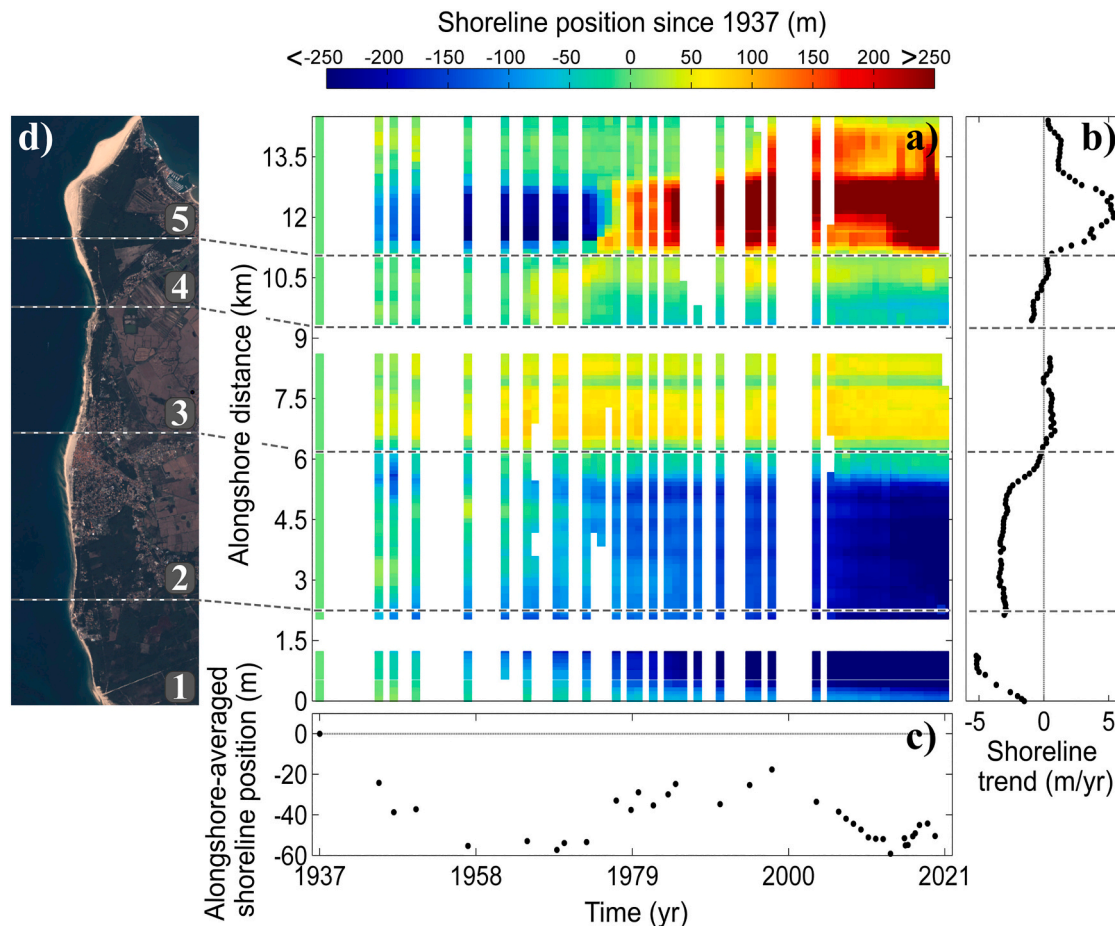 Shoreline position since 1937 (m)
<-250 -200 -150 -100 -50 0 50 100 150 200 >250
d)
a)
b)
5
4
3
2
1
Alongshore distance (km)
13.5
12
10.5
9
7.5
6
4.5
3
1.5
0
-5 0 5
Shoreline
trend (m/yr)
c)
Alongshore-averaged
shoreline position (m)
0
-20
-40
-60
1937 1958 1979 2000 2021
Time (yr)